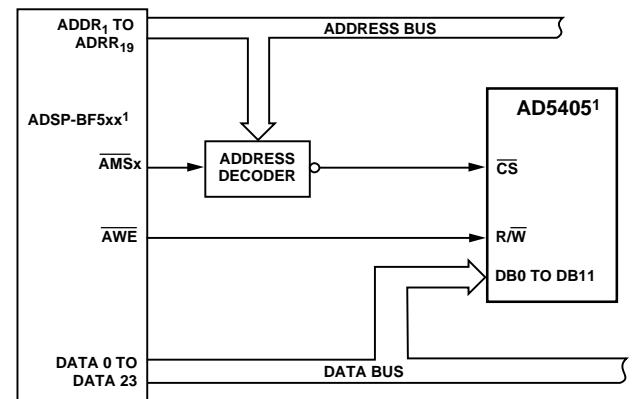 ADDR1 TO
ADRR19
ADDRESS BUS
ADSP-BF5xx1
AD54051
AMSx
ADDRESS
DECODER
CS
AWE
R/W
DB0 TO DB11
DATA 0 TO
DATA 23
DATA BUS